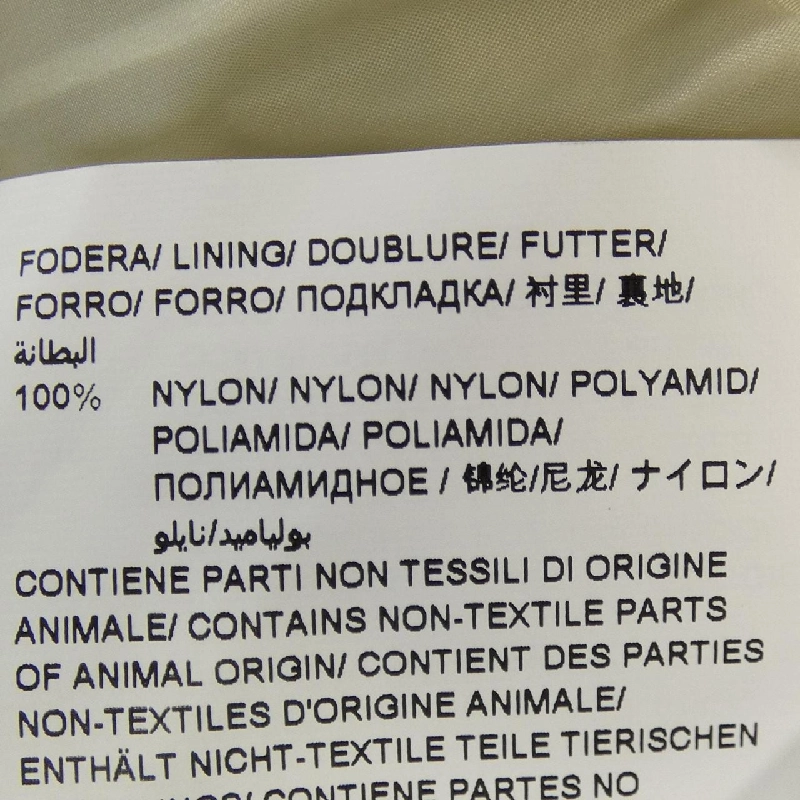 FODERA/ LINING/ DOUBLURE/ FUTTER/
FORRO/ FORRO/ ПОДКЛАДКА/ 衬里/ 裏地/
البطانة
100% NYLON/ NYLON/ NYLON/ POLYAMID/
POLIAMIDA/ POLIAMIDA/
ПОЛИАМИДНОЕ / 锦纶/尼龙/ ナイロン/
بولياميد/نايلو
CONTIENE PARTI NON TESSILI DI ORIGINE
ANIMALE/ CONTAINS NON-TEXTILE PARTS
OF ANIMAL ORIGIN/ CONTIENT DES PARTIES
NON-TEXTILES D'ORIGINE ANIMALE/
ENTHÄLT NICHT-TEXTILE TEILE TIERISCHEN
CONTIENE PARTES NO